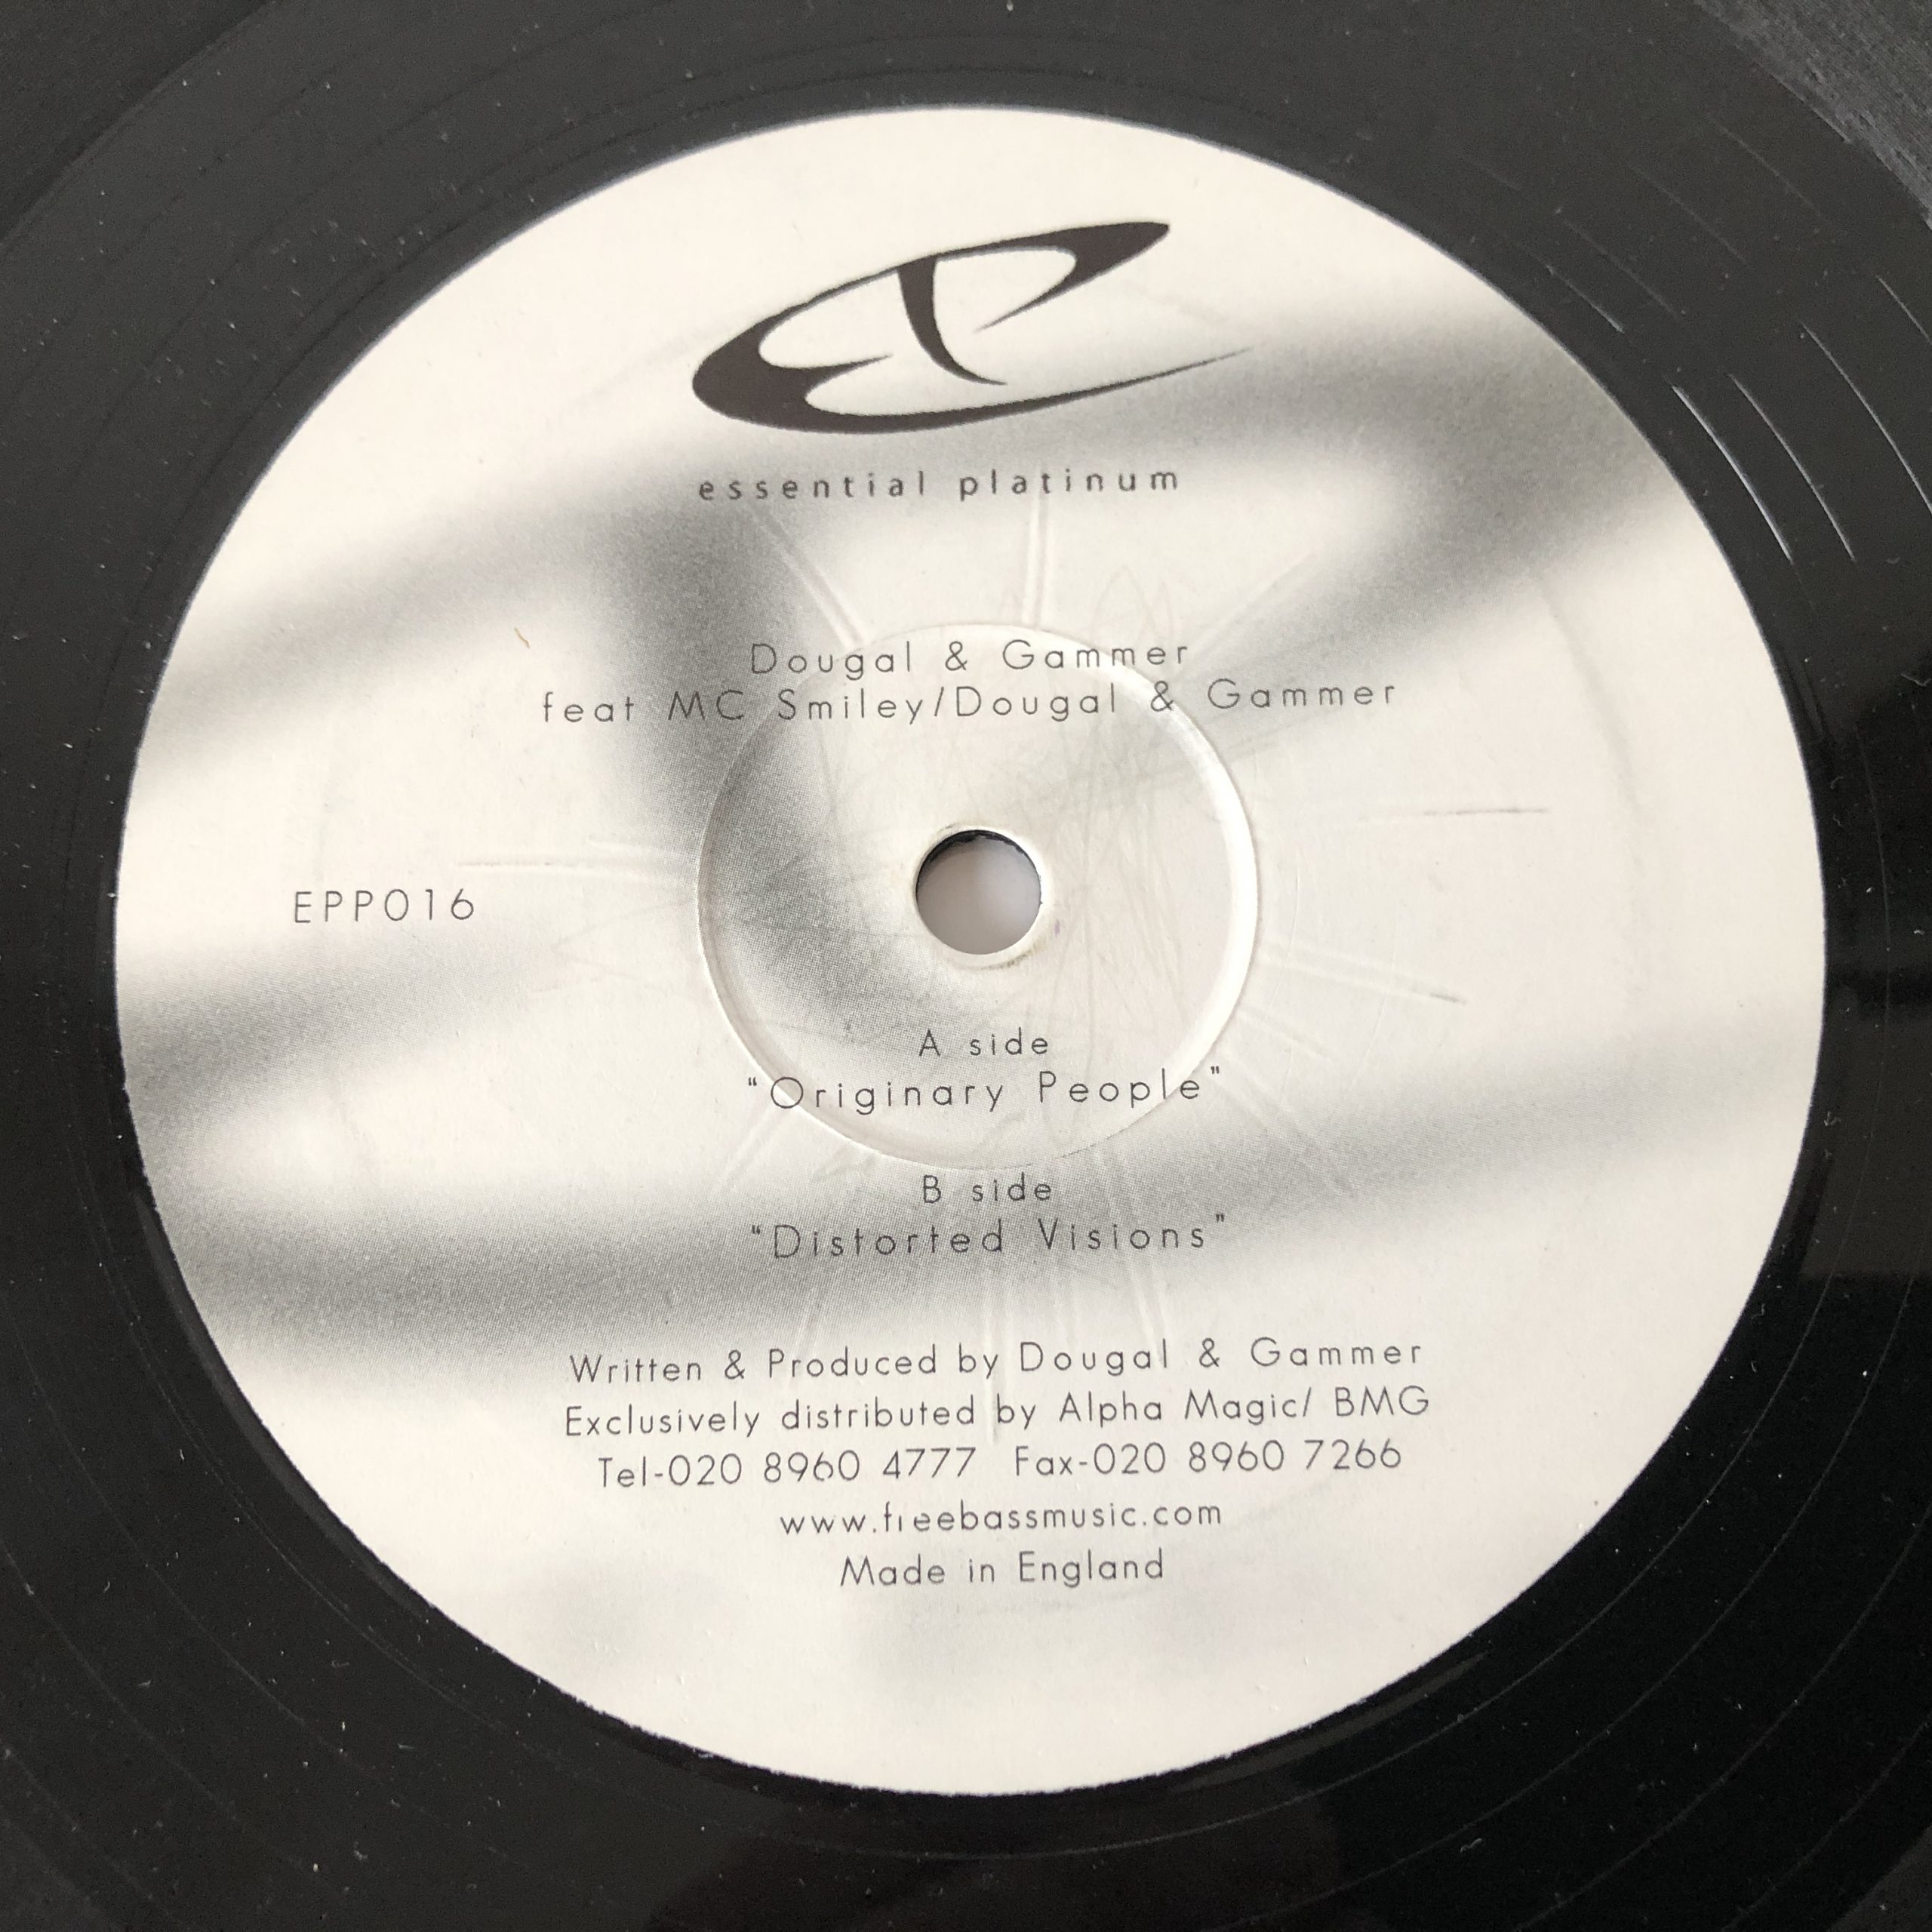 essential platinum
Dougal & Gammer
feat MC Smiley/Dougal & Gammer
EPP016
A side
“Originary People”
B side
“Distorted Visions”
Written & Produced by Dougal & Gammer
Exclusively distributed by Alpha Magic/ BMG
Tel-020 8960 4777 Fax-020 8960 7266
www.freebassmusic.com
Made in England